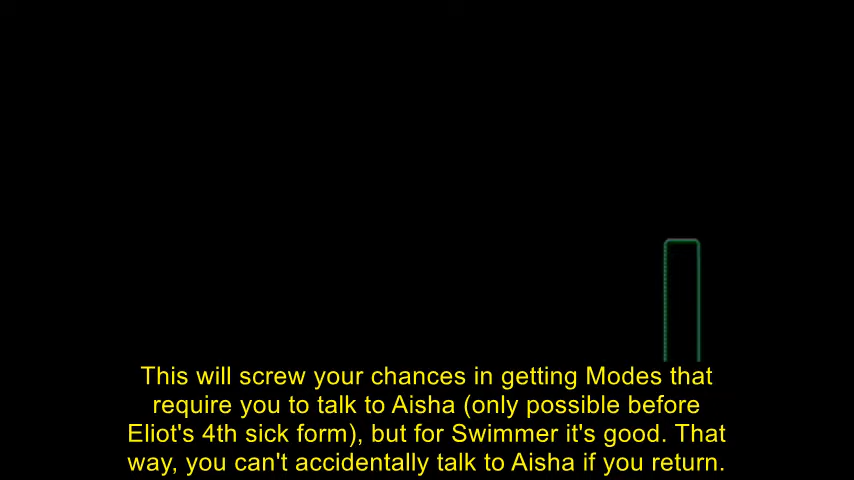 This will screw your chances in getting Modes that
require you to talk to Aisha (only possible before
Eliot's 4th sick form), but for Swimmer it's good. That
way, you can't accidentally talk to Aisha if you return.